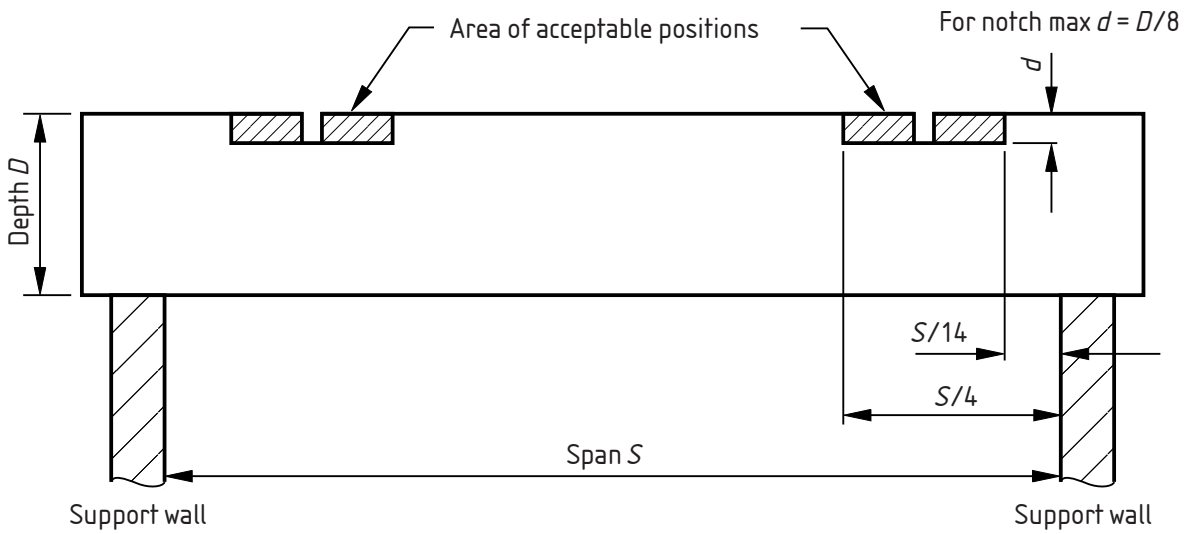 Area of acceptable positions
For notch max d = D/8
d
Depth D
S/14
S/4
Span S
Support wall
Support wall